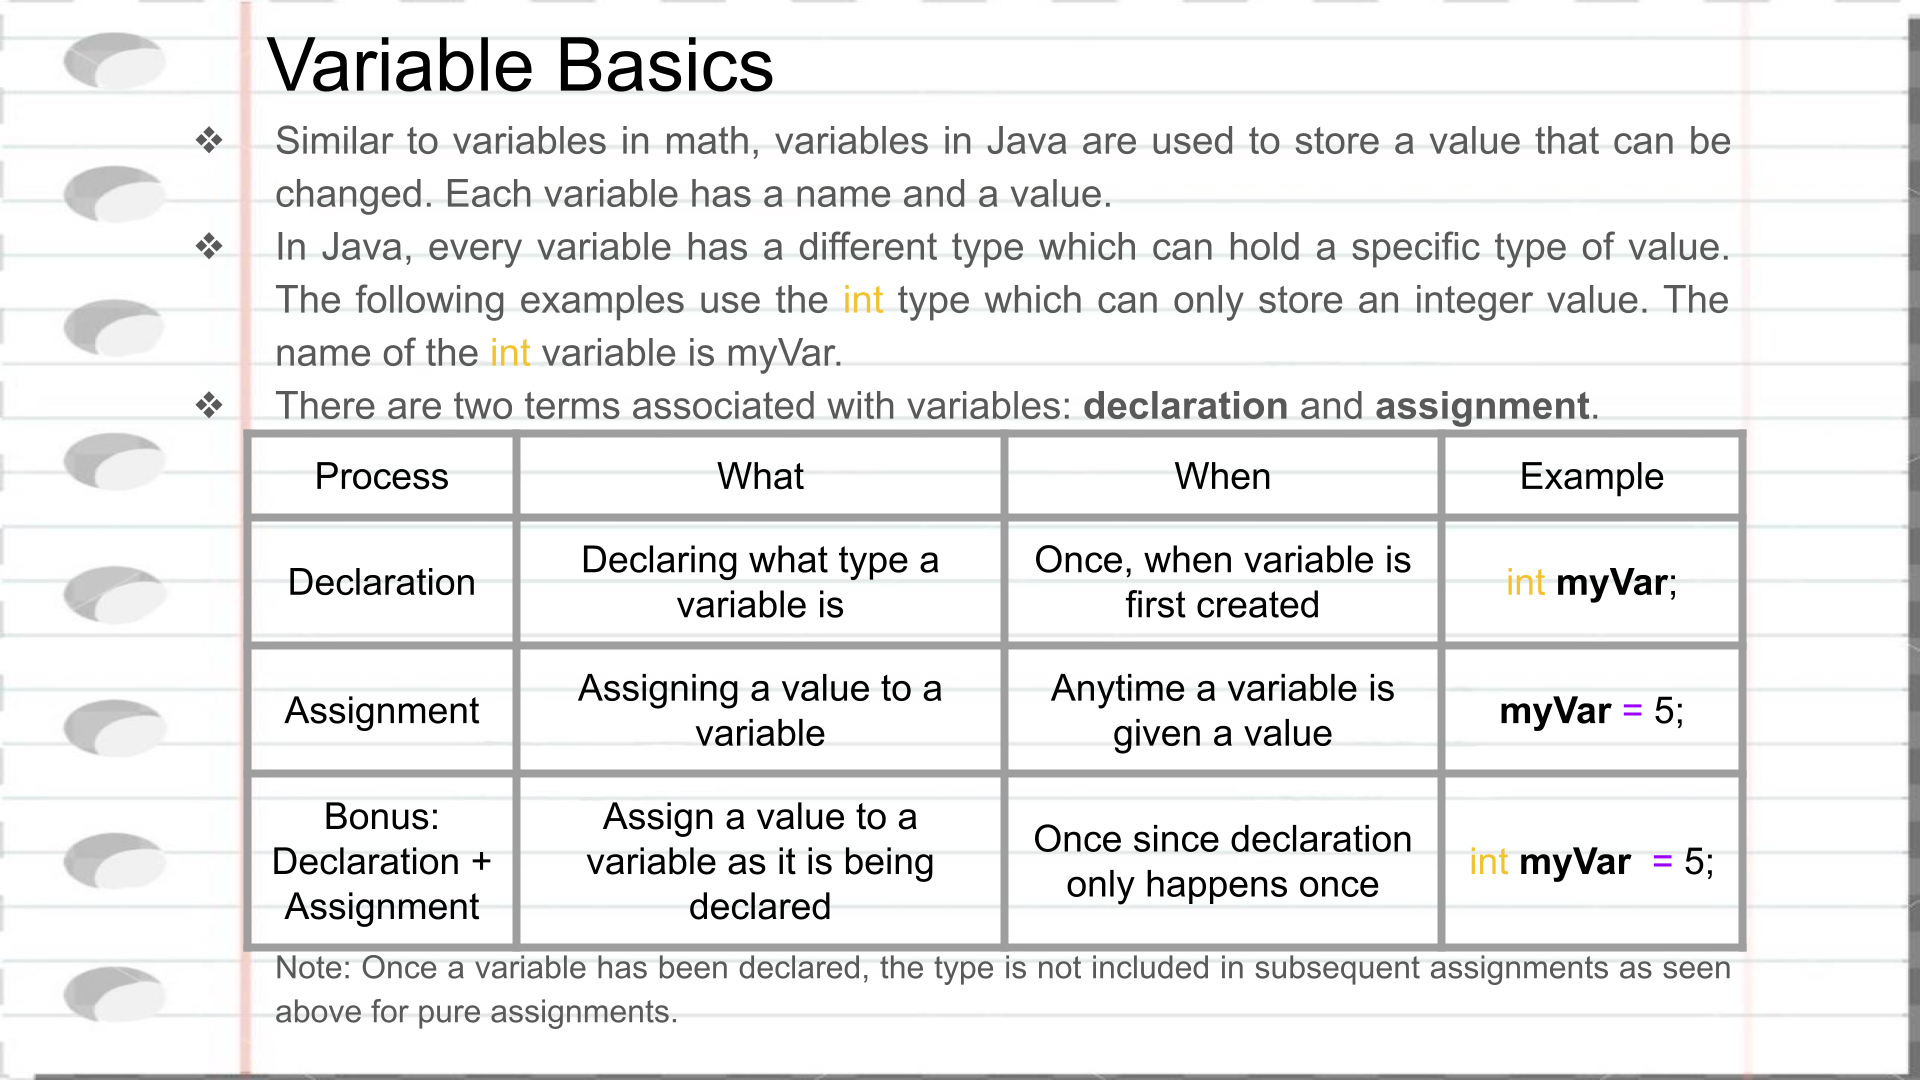 Variable Basics
❖ Similar to variables in math, variables in Java are used to store a value that can be
changed. Each variable has a name and a value.
❖ In Java, every variable has a different type which can hold a specific type of value.
The following examples use the int type which can only store an integer value. The
name of the int variable is myVar.
❖ There are two terms associated with variables: declaration and assignment.
Process What When Example
Declaration
Declaring what type a
variable is
Once, when variable is
first created
int myVar;
Assignment
Assigning a value to a
variable
Anytime a variable is
given a value
myVar = 5;
Bonus:
Declaration +
Assignment
Assign a value to a
variable as it is being
declared
Once since declaration
only happens once
int myVar = 5;
Note: Once a variable has been declared, the type is not included in subsequent assignments as seen
above for pure assignments.